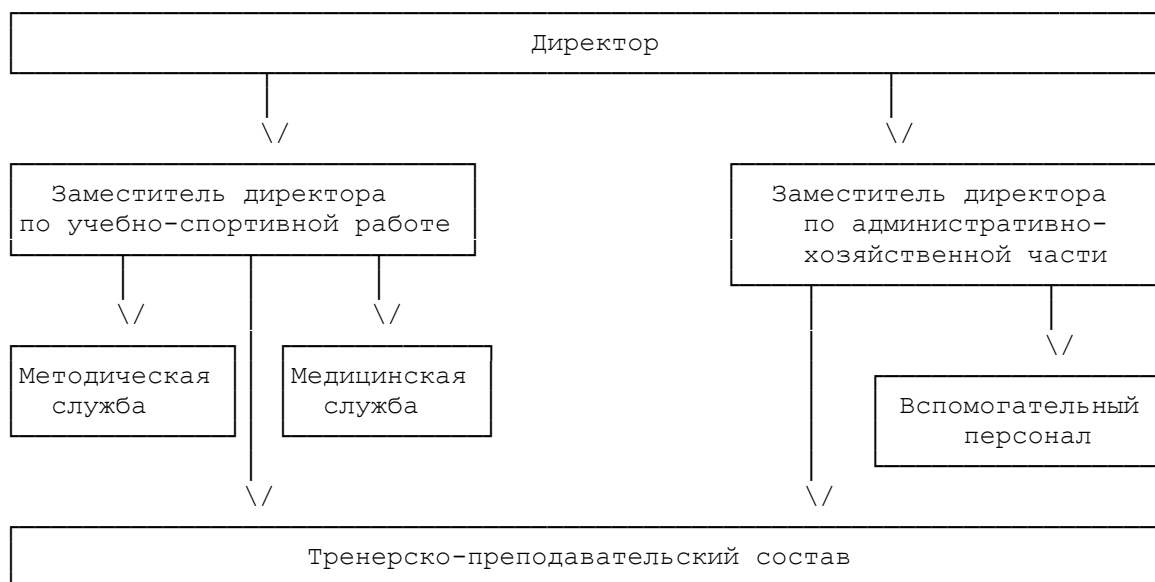 Директор
Заместитель директора
по учебно-спортивной работе
Заместитель директора
по административно-
хозяйственной части
Методическая
служба
Медицинская
служба
Вспомогательный
персонал
Тренерско-преподавательский состав